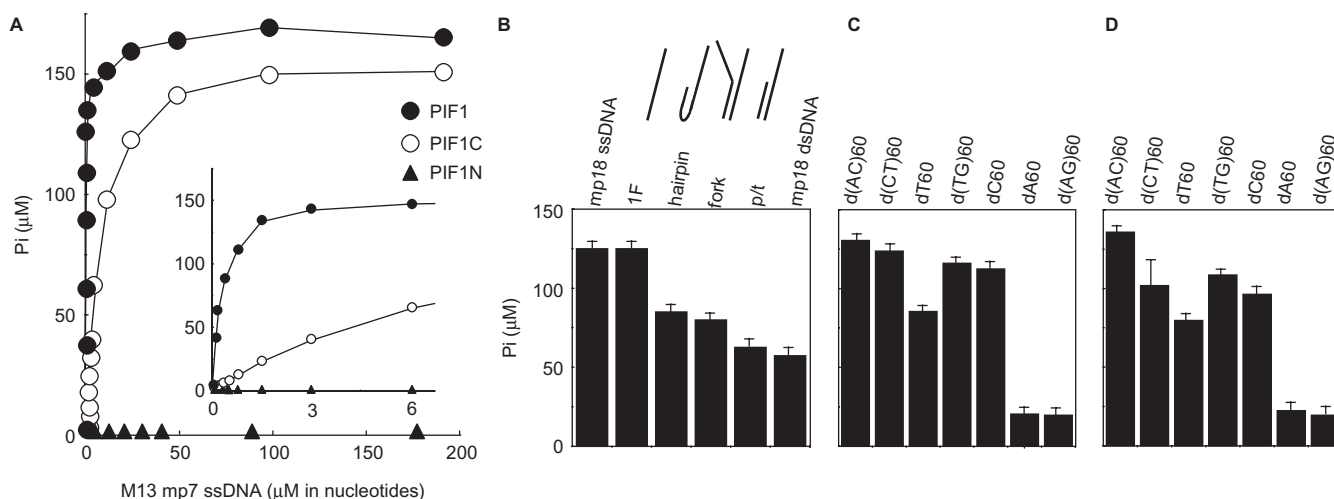 A
Pi (µM)
150
100
50
0
0
50
100
150
200
M13 mp7 ssDNA (µM in nucleotides)
PIF1
PIF1C
PIF1N
150
100
50
0
0
3
6
B
mp18 ssDNA
1F
hairpin
fork
p/t
mp18 dsDNA
Pi (µM)
150
100
50
0
C
d(AC)60
d(CT)60
dT60
d(TG)60
dC60
dA60
d(AG)60
D
d(AC)60
d(CT)60
dT60
d(TG)60
dC60
dA60
d(AG)60